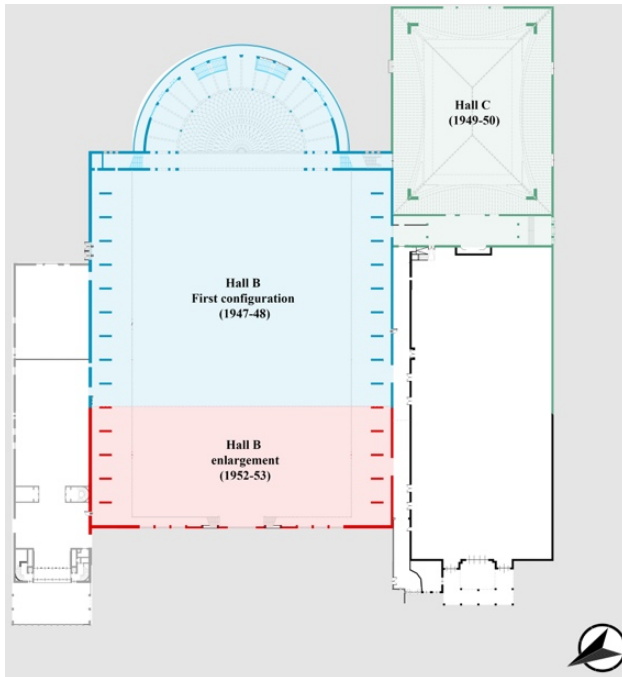 Hall C
(1949-50)
Hall B
First configuration
(1947-48)
Hall B
enlargement
(1952-53)